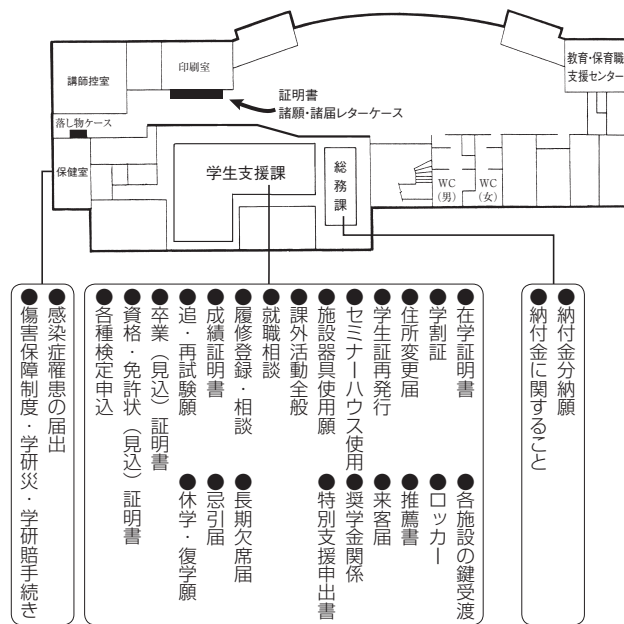 講師控室
印刷室
教育・保育職
支援センター
証明書
諸願・諸届レターケース
落し物ケース
保健室
学生支援課
総務課
WC
(男)
WC
(女)
●納付金分納願
●納付金に関すること
●在学証明書
●学割証
●住所変更届
●学生証再発行
●セミナーハウス使用
●施設器具使用願
●課外活動全般
●就職相談
●履修登録・相談
●成績証明書
●追・再試験願
●卒業（見込）証明書
●資格・免許状（見込）証明書
●各種検定申込
●各施設の鍵受渡
●ロッカー
●推薦書
●来客届
●奨学金関係
●特別支援申出書
●長期欠席届
●忌引届
●休学・復学願
●感染症罹患の届出
●傷害保障制度・学研災・学研賠手続き